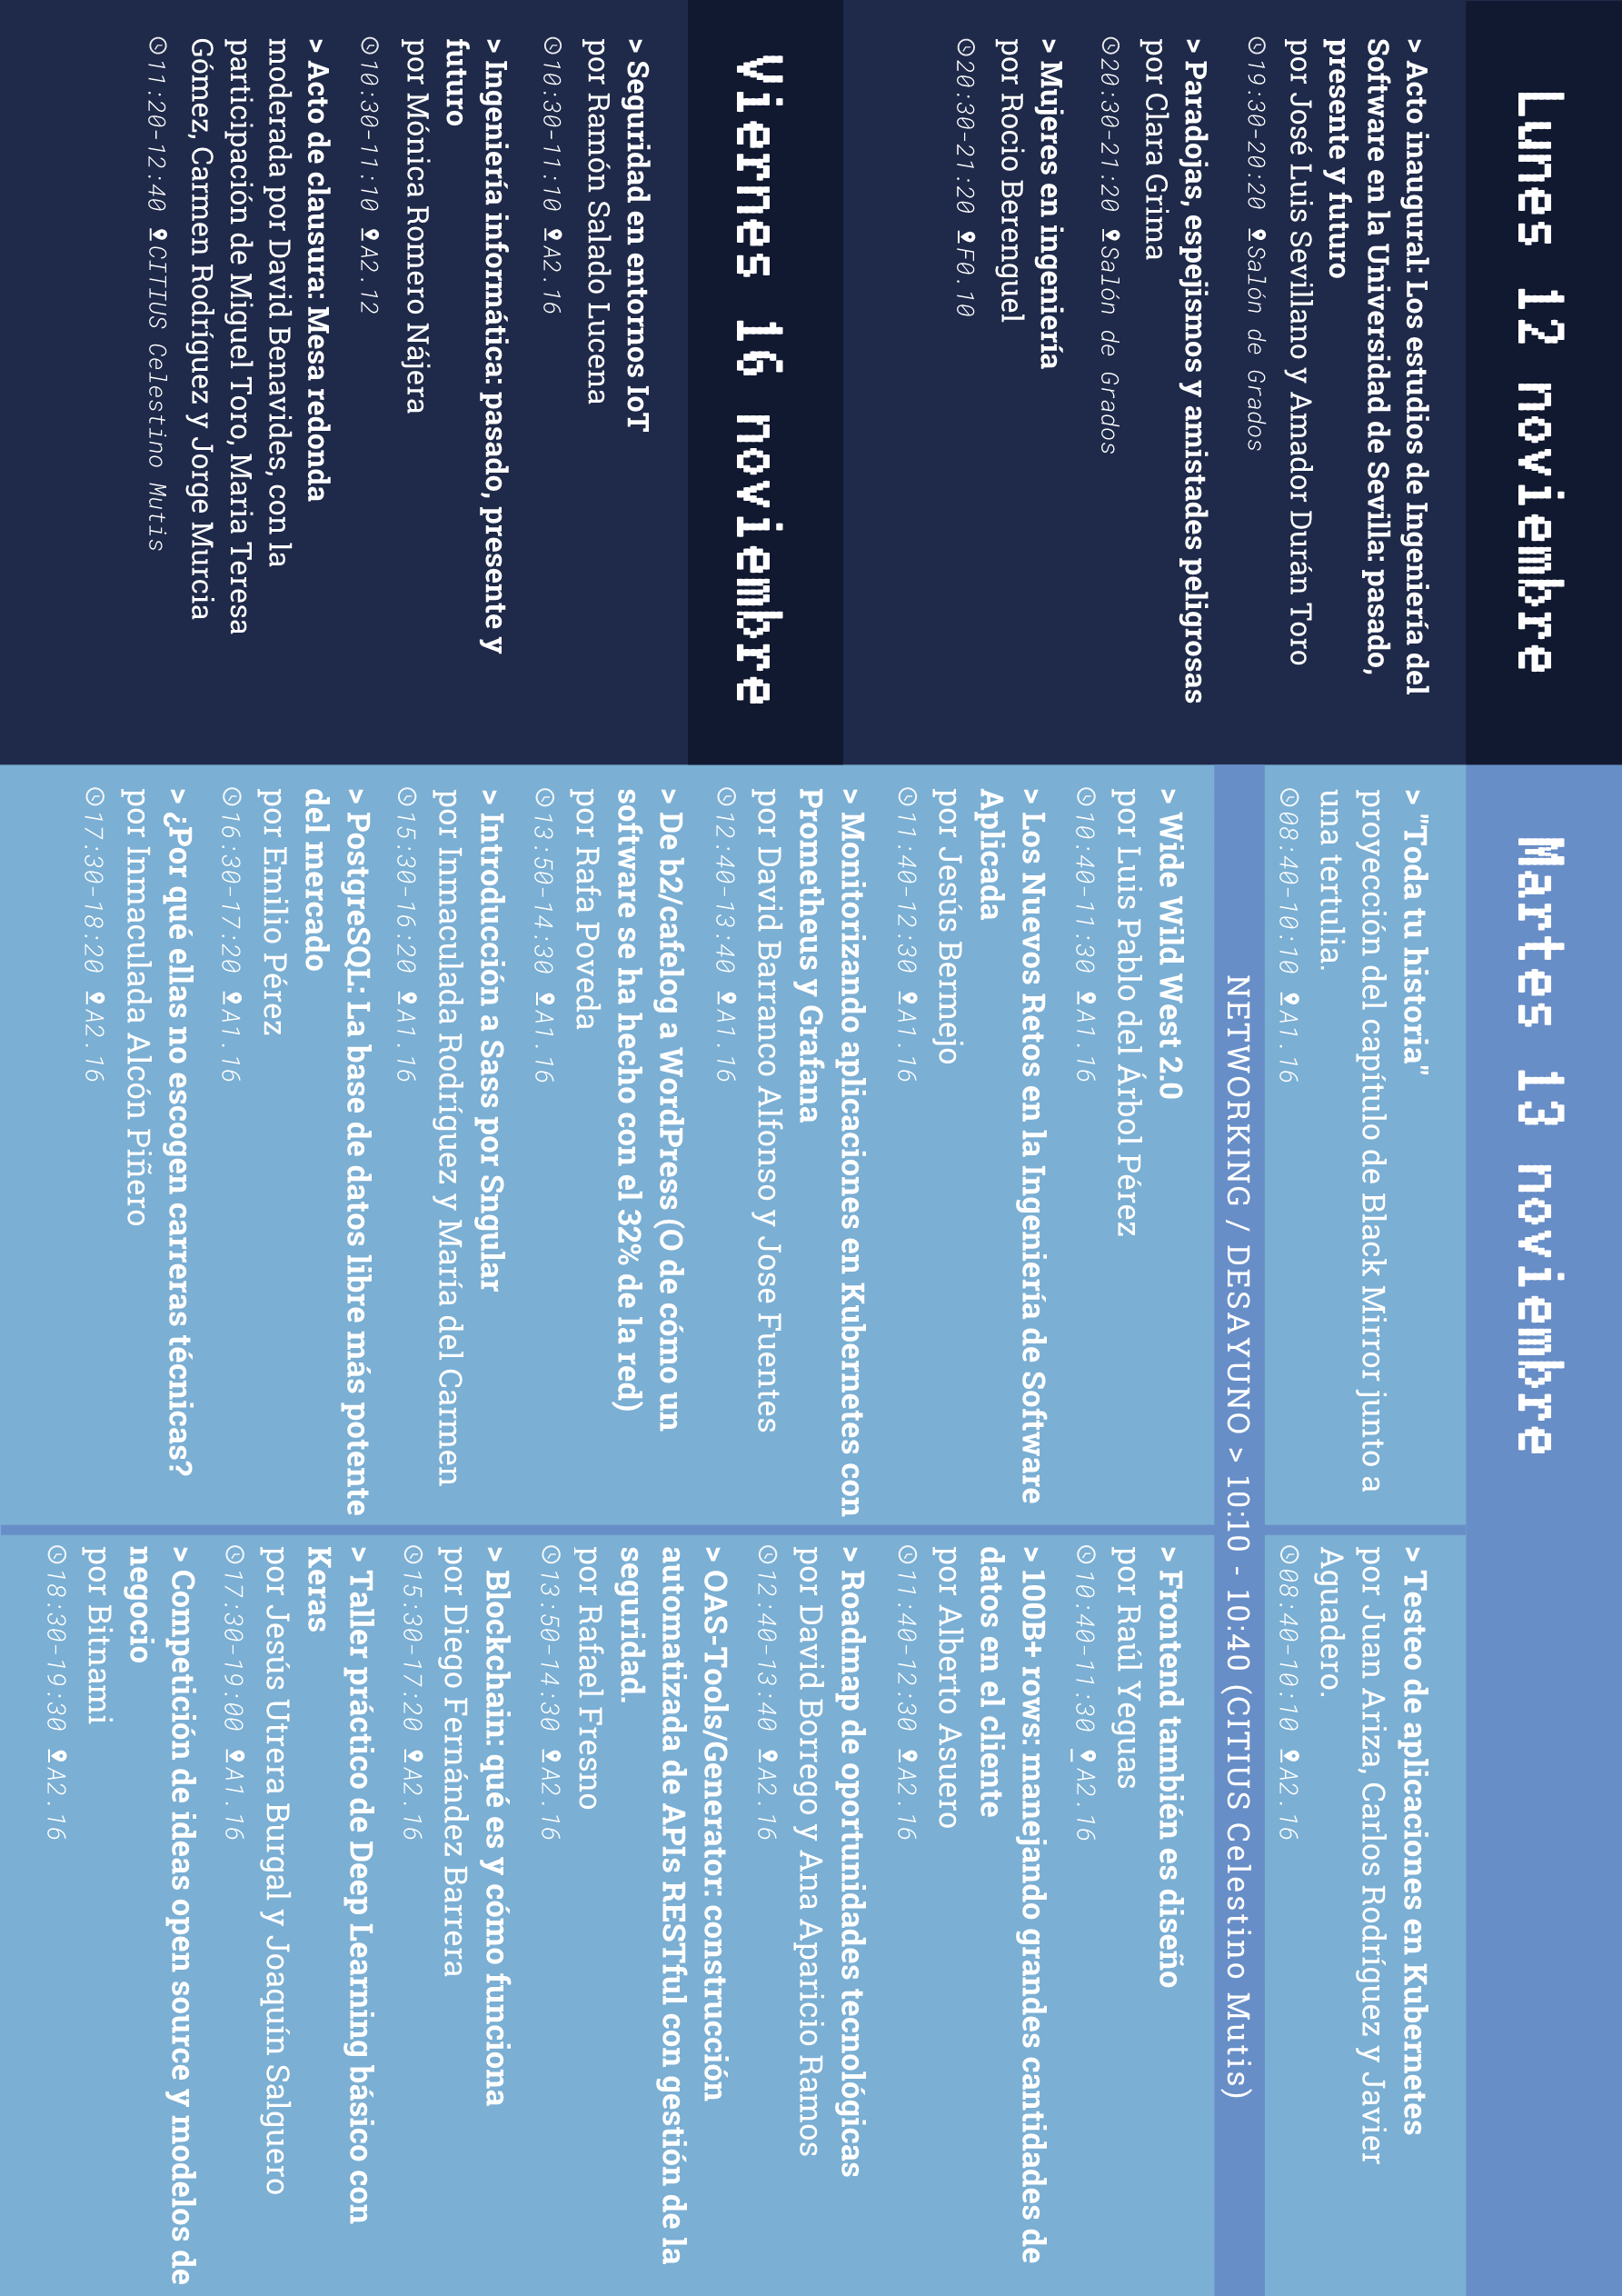 Lunes 12 noviembre
> Acto inaugural: Los estudios de Ingeniería del
Software en la Universidad de Sevilla: pasado,
presente y futuro
por José Luis Sevillano y Amador Durán Toro
19:30-20:20 Salón de Grados
> Paradojas, espejismos y amistades peligrosas
por Clara Grima
20:30-21:20 Salón de Grados
> Mujeres en ingeniería
por Rocio Berenguel
20:30-21:20 F0.10
Viernes 16 noviembre
> Seguridad en entornos IoT
por Ramón Salado Lucena
10:30-11:10 A2.16
> Ingeniería informática: pasado, presente y
futuro
por Mónica Romero Nájera
10:30-11:10 A2.12
> Acto de clausura: Mesa redonda
moderada por David Benavides, con la
participación de Miguel Toro, Maria Teresa
Gómez, Carmen Rodríguez y Jorge Murcia
11:20-12:40 CITIUS Celestino Mutis
Martes 13 noviembre
> "Toda tu historia"
proyección del capítulo de Black Mirror junto a
una tertulia.
08:40-10:10 A1.16
> Testeo de aplicaciones en Kubernetes
por Juan Ariza, Carlos Rodríguez y Javier
Aguadero.
08:40-10:10 A2.16
NETWORKING / DESAYUNO > 10:10 - 10:40 (CITIUS Celestino Mutis)
> Wide Wild West 2.0
por Luis Pablo del Árbol Pérez
10:40-11:30 A1.16
> Los Nuevos Retos en la Ingeniería de Software
Aplicada
por Jesús Bermejo
11:40-12:30 A1.16
> Monitorizando aplicaciones en Kubernetes con
Prometheus y Grafana
por David Barranco Alfonso y Jose Fuentes
12:40-13:40 A1.16
> De b2/cafelog a WordPress (O de cómo un
software se ha hecho con el 32% de la red)
por Rafa Poveda
13:50-14:30 A1.16
> Introducción a Sass por Sngular
por Inmaculada Rodríguez y María del Carmen
15:30-16:20 A1.16
> PostgreSQL: La base de datos libre más potente
del mercado
por Emilio Pérez
16:30-17:20 A1.16
> ¿Por qué ellas no escogen carreras técnicas?
por Inmaculada Alcón Piñero
17:30-18:20 A2.16
> Frontend también es diseño
por Raúl Yeguas
10:40-11:30 A2.16
> 100B+ rows: manejando grandes cantidades de
datos en el cliente
por Alberto Asuero
11:40-12:30 A2.16
> Roadmap de oportunidades tecnológicas
por David Borrego y Ana Aparicio Ramos
12:40-13:40 A2.16
> OAS-Tools/Generator: construcción
automatizada de APIs RESTful con gestión de la
seguridad.
por Rafael Fresno
13:50-14:30 A2.16
> Blockchain: qué es y cómo funciona
por Diego Fernández Barrera
15:30-17:20 A2.16
> Taller práctico de Deep Learning básico con
Keras
por Jesús Utrera Burgal y Joaquín Salguero
17:30-19:00 A1.16
> Competición de ideas open source y modelos de
negocio
por Bitnami
18:30-19:30 A2.16